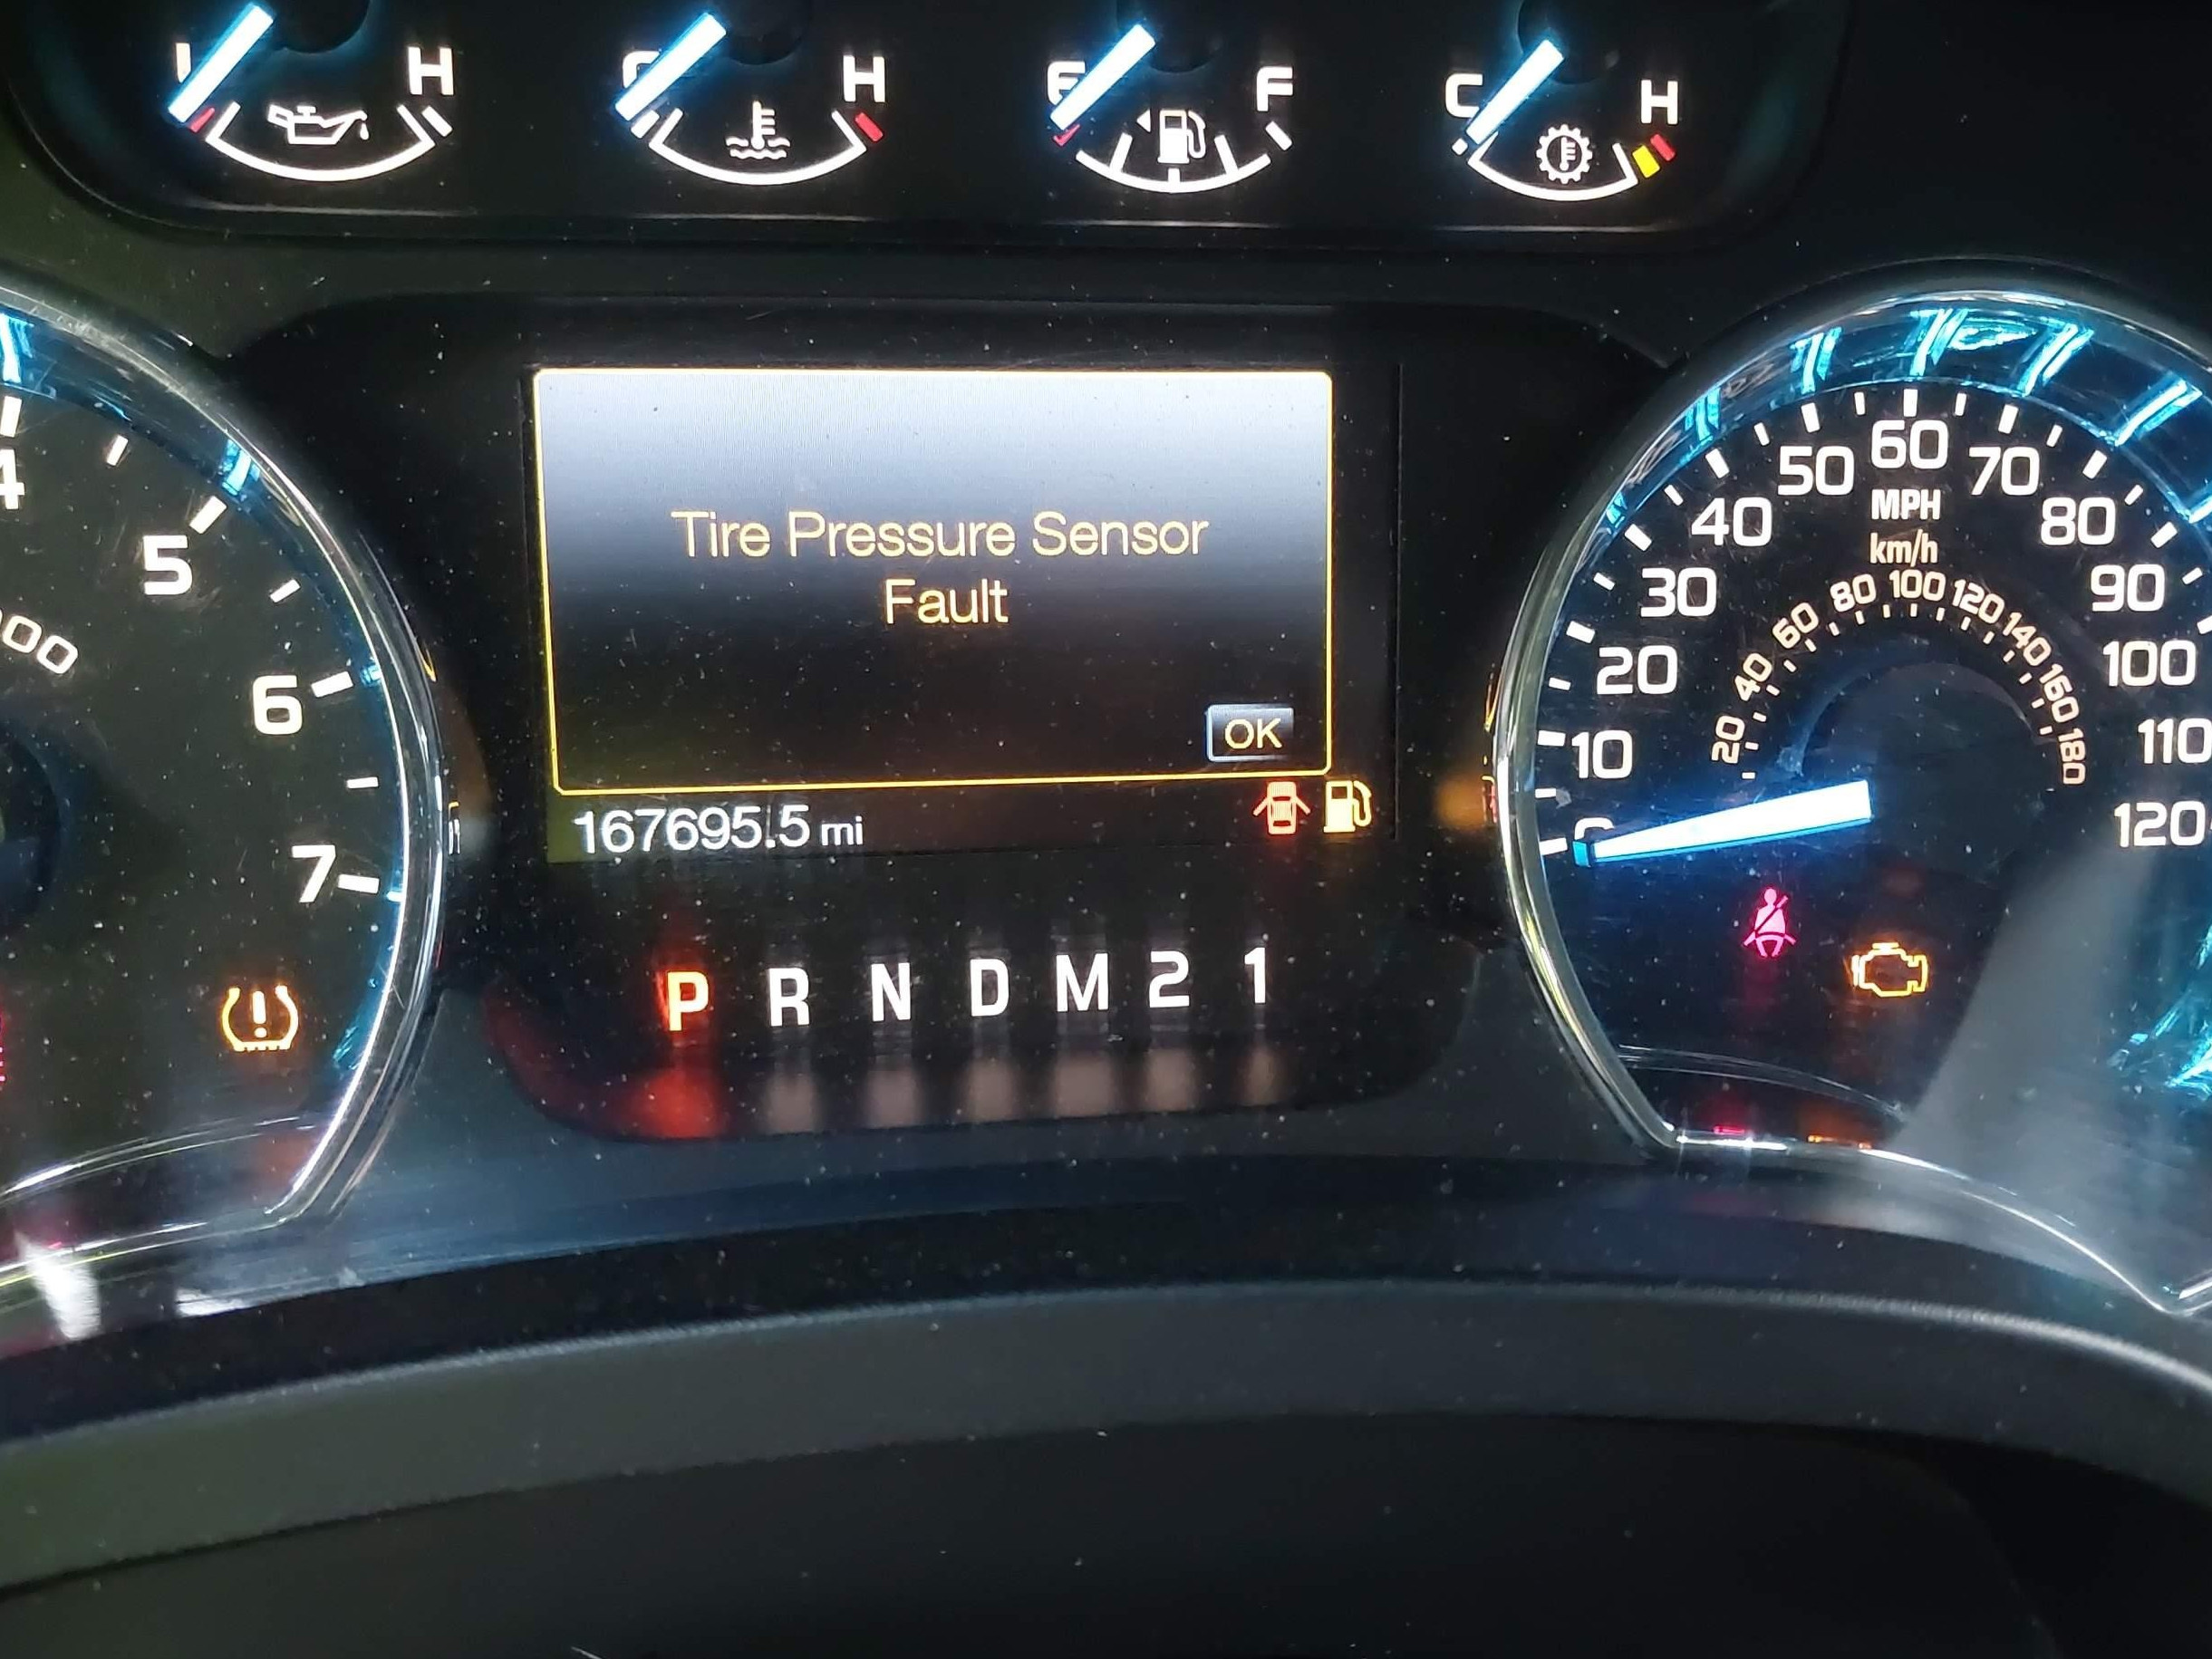 H H E F C H
Tire Pressure Sensor
Fault
OK
167695.5 mi
P R N D M 2 1
4
5
6
7
10 20 30 40 50 60 70 80 90 100 110 120
MPH
km/h
20 40 60 80 100 120 140 160 180